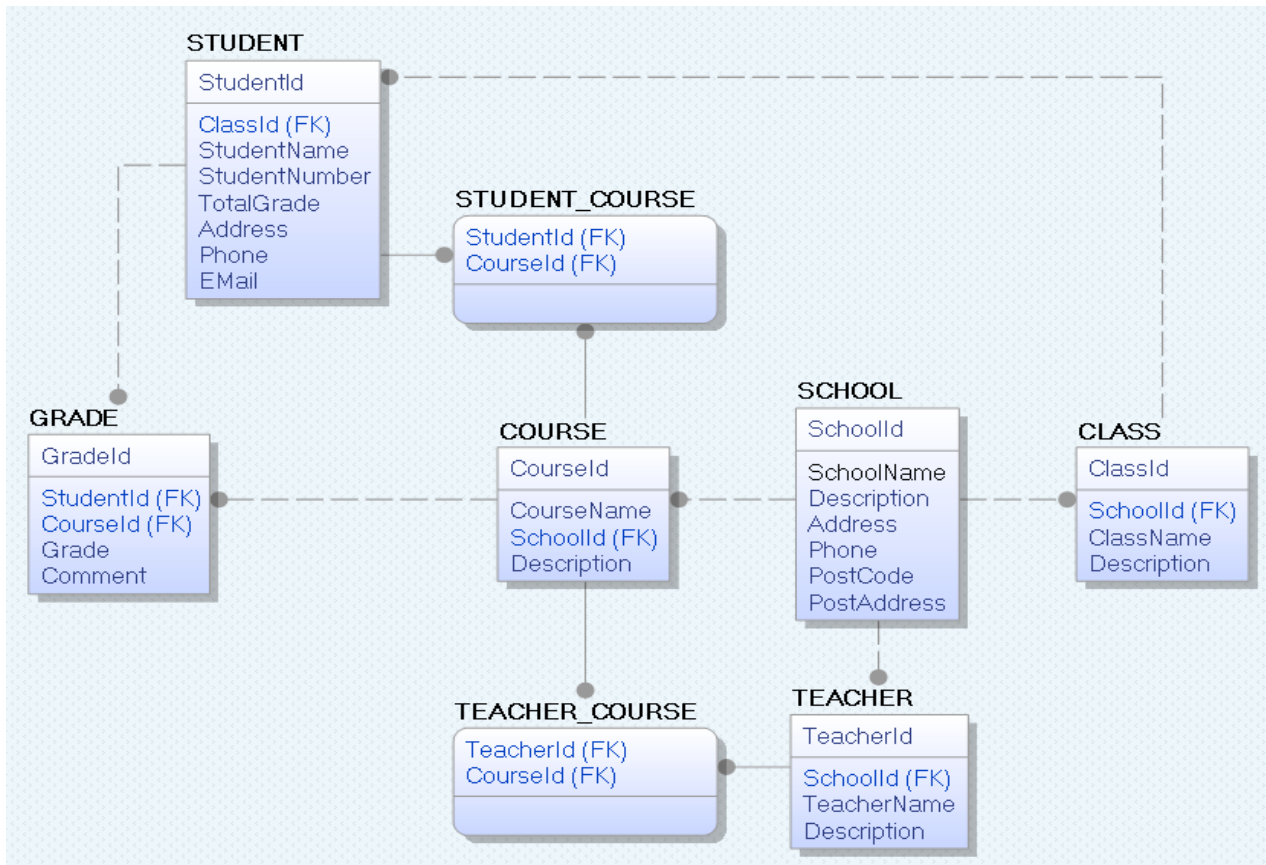 STUDENT
StudentId
ClassId (FK)
StudentName
StudentNumber
TotalGrade
Address
Phone
EMail
STUDENT_COURSE
StudentId (FK)
CourseId (FK)
GRADE
GradeId
StudentId (FK)
CourseId (FK)
Grade
Comment
COURSE
CourseId
CourseName
SchoolId (FK)
Description
SCHOOL
SchoolId
SchoolName
Description
Address
Phone
PostCode
PostAddress
CLASS
ClassId
SchoolId (FK)
ClassName
Description
TEACHER_COURSE
TeacherId (FK)
CourseId (FK)
TEACHER
TeacherId
SchoolId (FK)
TeacherName
Description